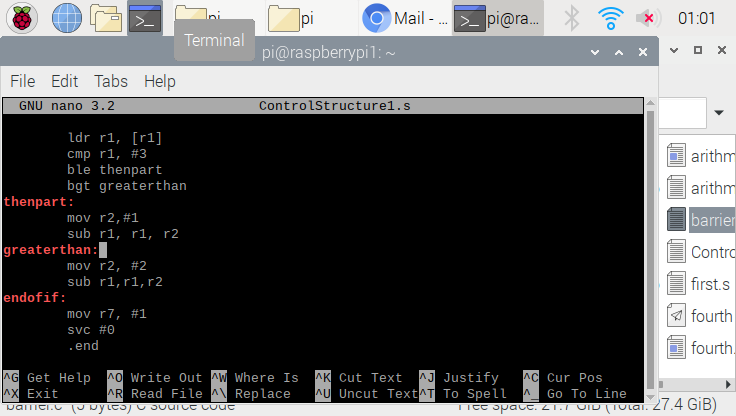 pi
pi
Mail - ...
pi@ra...
01:01
Terminal
pi@raspberrypi1: ~
File Edit Tabs Help
GNU nano 3.2 ControlStructure1.s
ldr r1, [r1]
cmp r1, #3
ble thenpart
bgt greaterthan
thenpart:
mov r2,#1
sub r1, r1, r2
greaterthan:
mov r2, #2
sub r1,r1,r2
endofif:
mov r7, #1
svc #0
.end
^G Get Help ^O Write Out ^W Where Is ^K Cut Text ^J Justify ^C Cur Pos
^X Exit ^R Read File ^\ Replace ^U Uncut Text ^T To Spell ^_ Go To Line
arithm
arithm
barrier
Contro
first.s
fourth
fourth.
barrier.c" (5 bytes) C source code
Free space: 21.7 GiB (Total: 27.4 GiB)